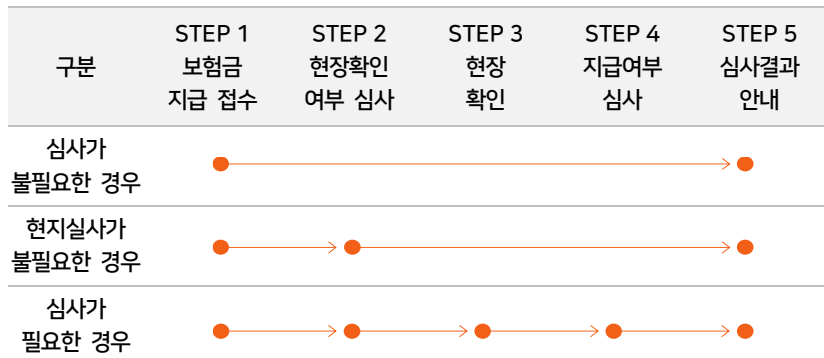 구분
STEP 1
보험금
지급 접수
STEP 2
현장확인
여부 심사
STEP 3
현장
확인
STEP 4
지급여부
심사
STEP 5
심사결과
안내
심사가
불필요한 경우
현지실사가
불필요한 경우
심사가
필요한 경우